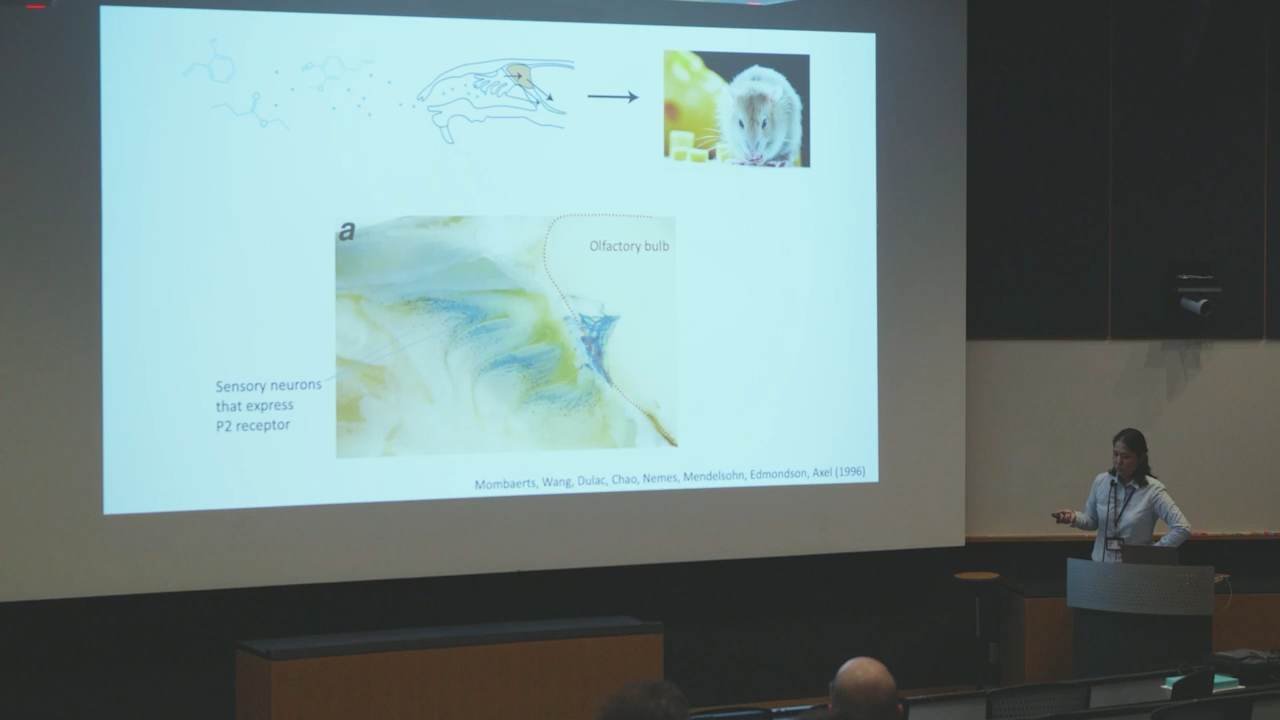 a
Olfactory bulb
Sensory neurons
that express
P2 receptor
Mombaerts, Wang, Dulac, Chao, Nemes, Mendelsohn, Edmondson, Axel (1996)